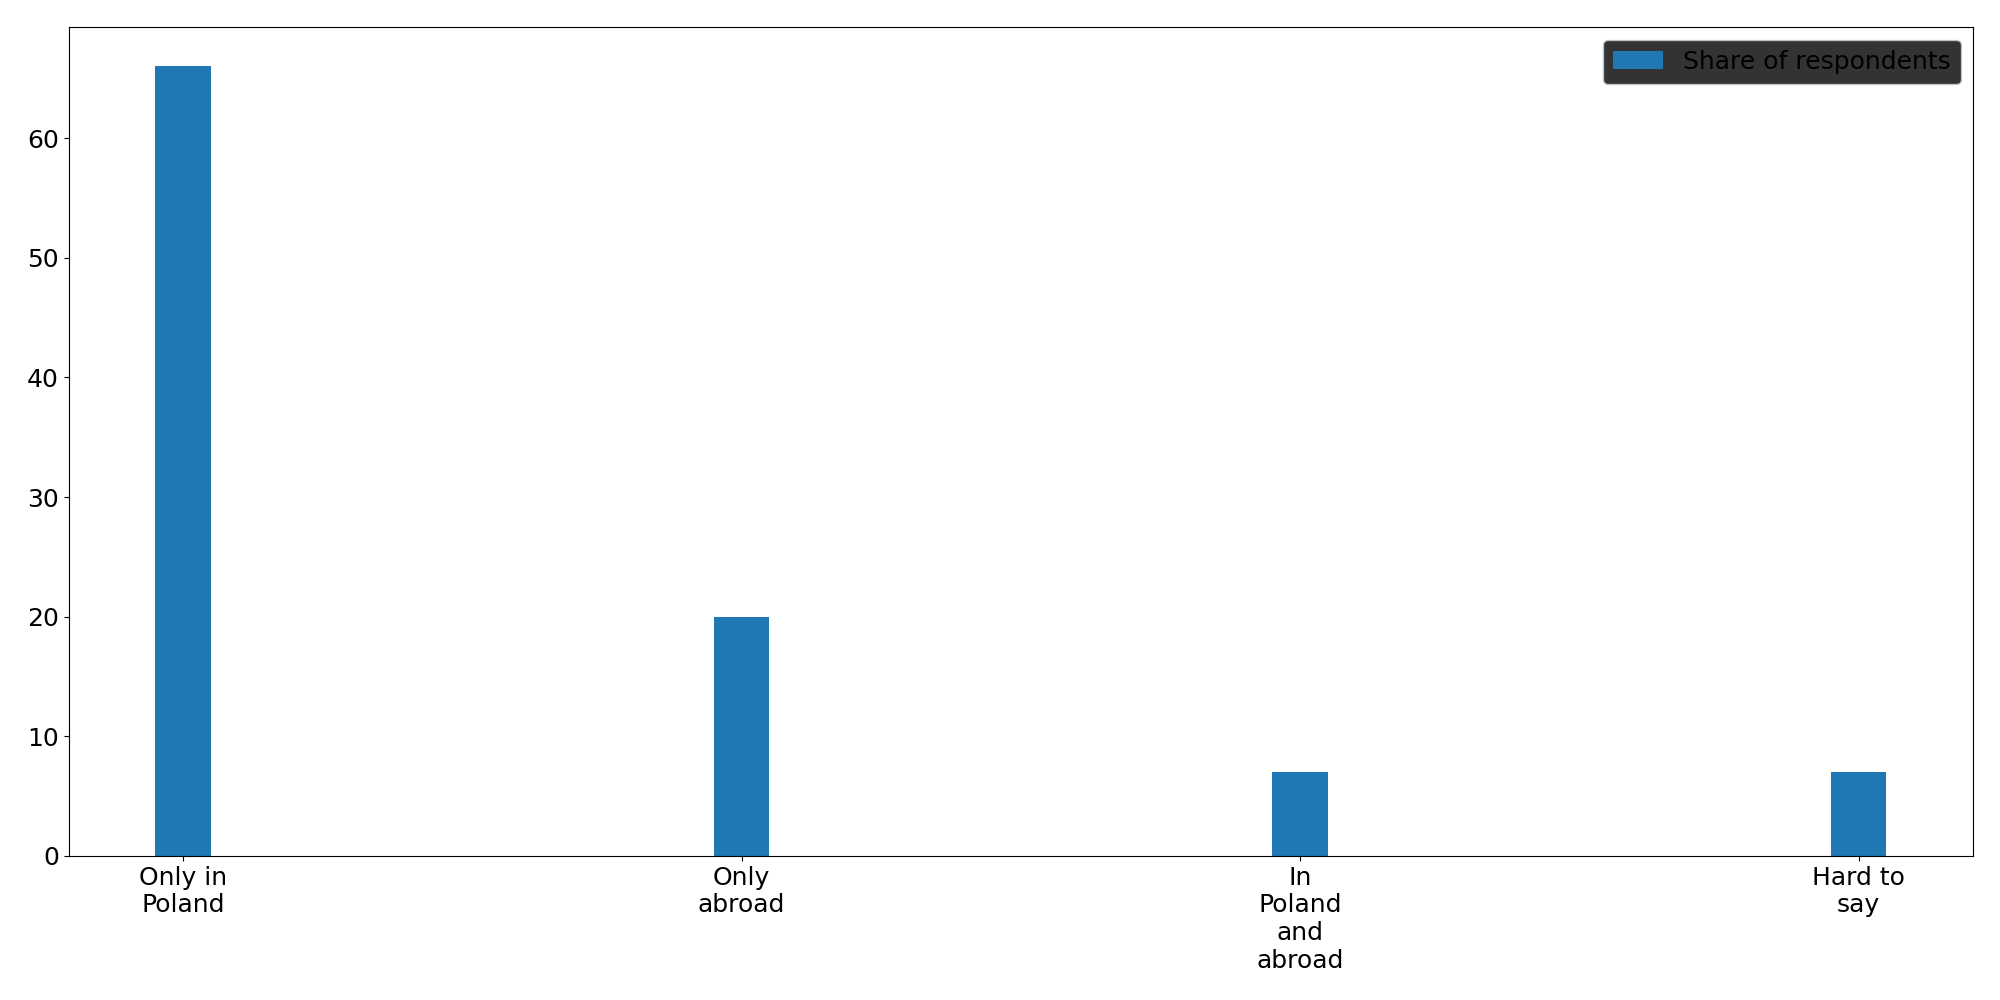 Share of respondents
60
50
40
30
20
10
0
Only in
Poland
Only
abroad
In
Poland
and
abroad
Hard to
say